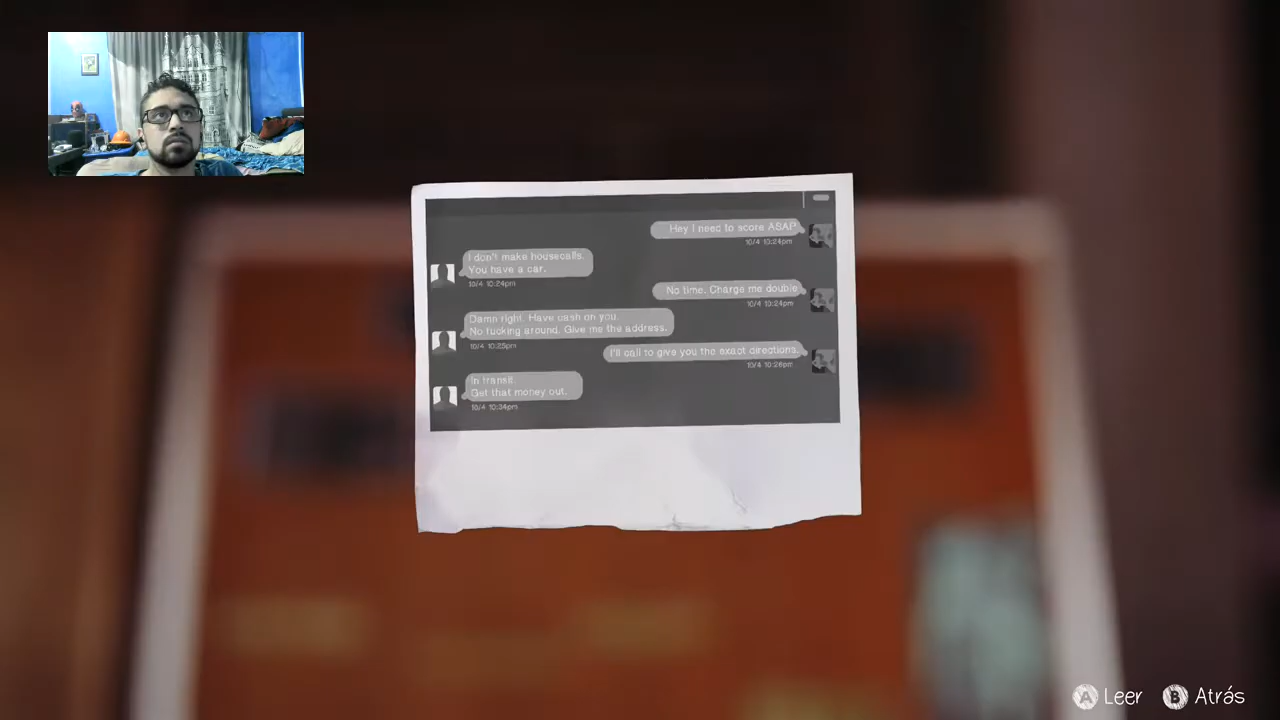 Hey I need to score ASAP
10/4 10:24pm
I don't make housecalls.
You have a car.
10/4 10:24pm
No time. Charge me double
10/4 10:24pm
Damn right. Have cash on you.
No fucking around. Give me the address.
10/4 10:25pm
I'll call to give you the exact directions.
10/4 10:26pm
In transit.
Get that money out.
10/4 10:34pm
A Leer B Atrás